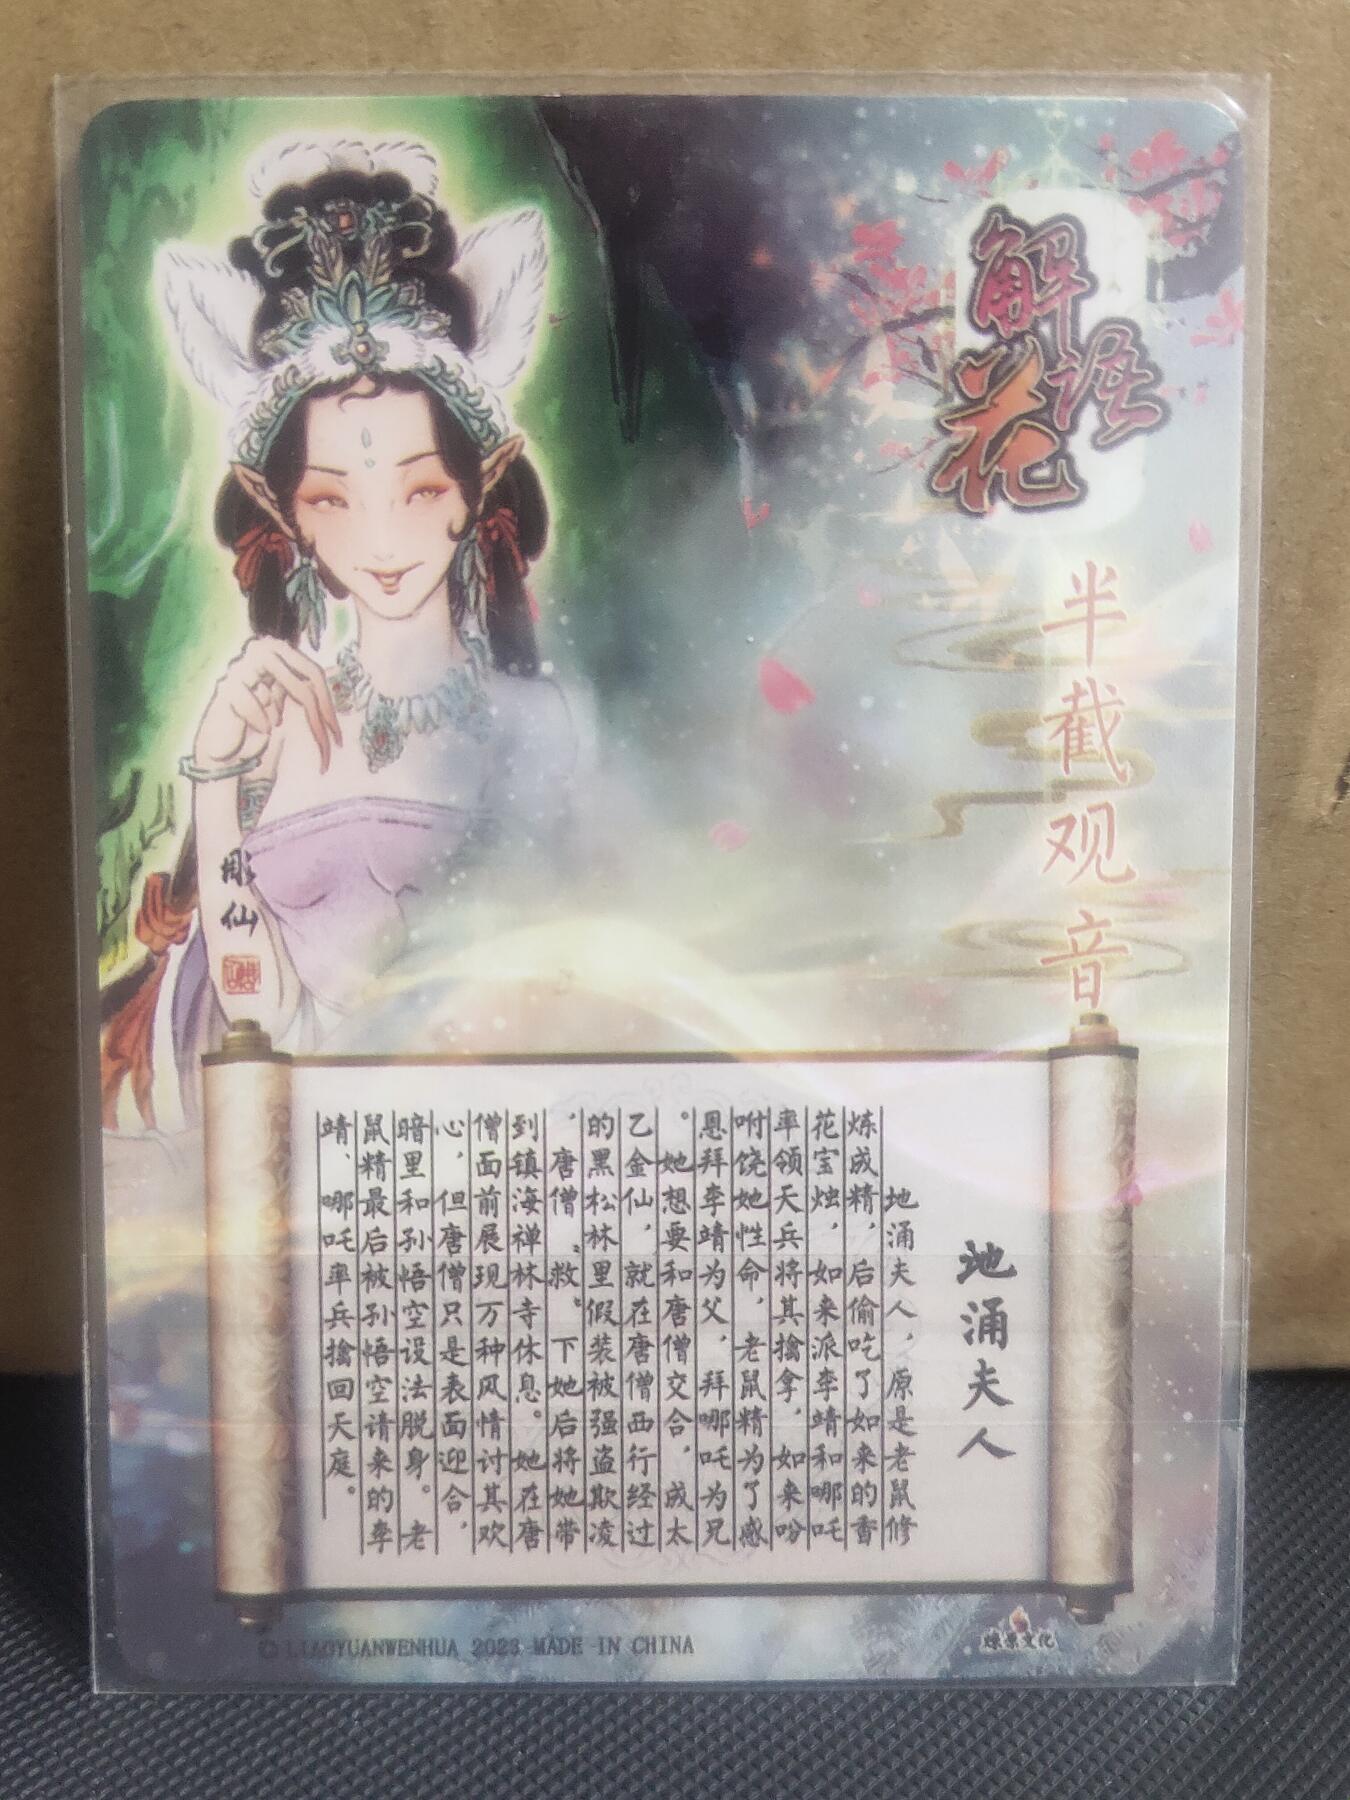 解语花
半截观音
彫仙
地涌夫人
地涌夫人，原是老鼠修
炼成精，后偷吃了如来的香
花宝烛，如来派李靖和哪吒
率领天兵将其擒拿，如来吩
咐饶她性命，老鼠精为了感
恩拜李靖为父，拜哪吒为兄
。她想要和唐僧交合，成太
乙金仙，就在唐僧西行经过
的黑松林里假装被强盗欺凌
，唐僧“救”下她后将她带
到镇海禅林寺休息。她在唐
僧面前展现万种风情讨其欢
心，但唐僧只是表面迎合，
暗里和孙悟空设法脱身。老
鼠精最后被孙悟空请来的李
靖、哪吒率兵擒回天庭。
© LIAOYUANWENHUA 2023 MADE IN CHINA
燎原文化